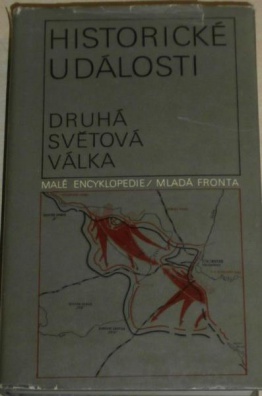 HISTORICKÉ
UDÁLOSTI
DRUHÁ
SVĚTOVÁ
VÁLKA
MALÉ ENCYKLOPEDIE/MLADÁ FRONTA